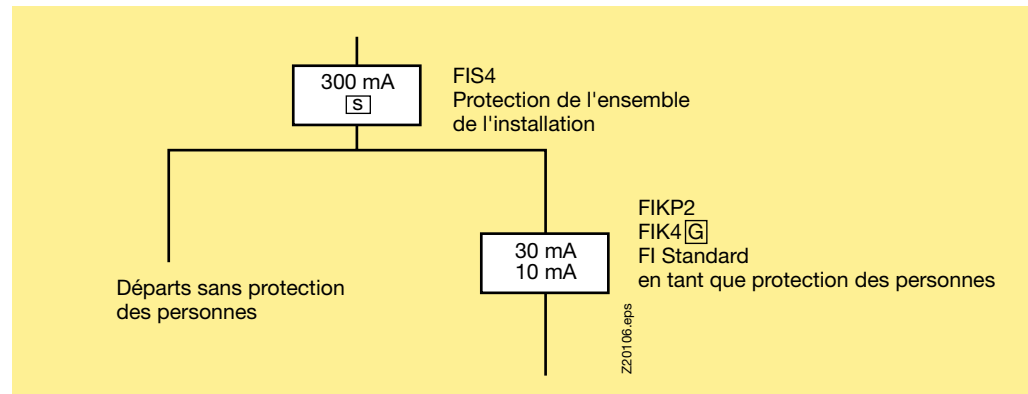 300 mA
S
FIS4
Protection de l'ensemble
de l'installation
Départs sans protection
des personnes
30 mA
10 mA
FIKP2
FIK4 G
FI Standard
en tant que protection des personnes
Z20106.eps